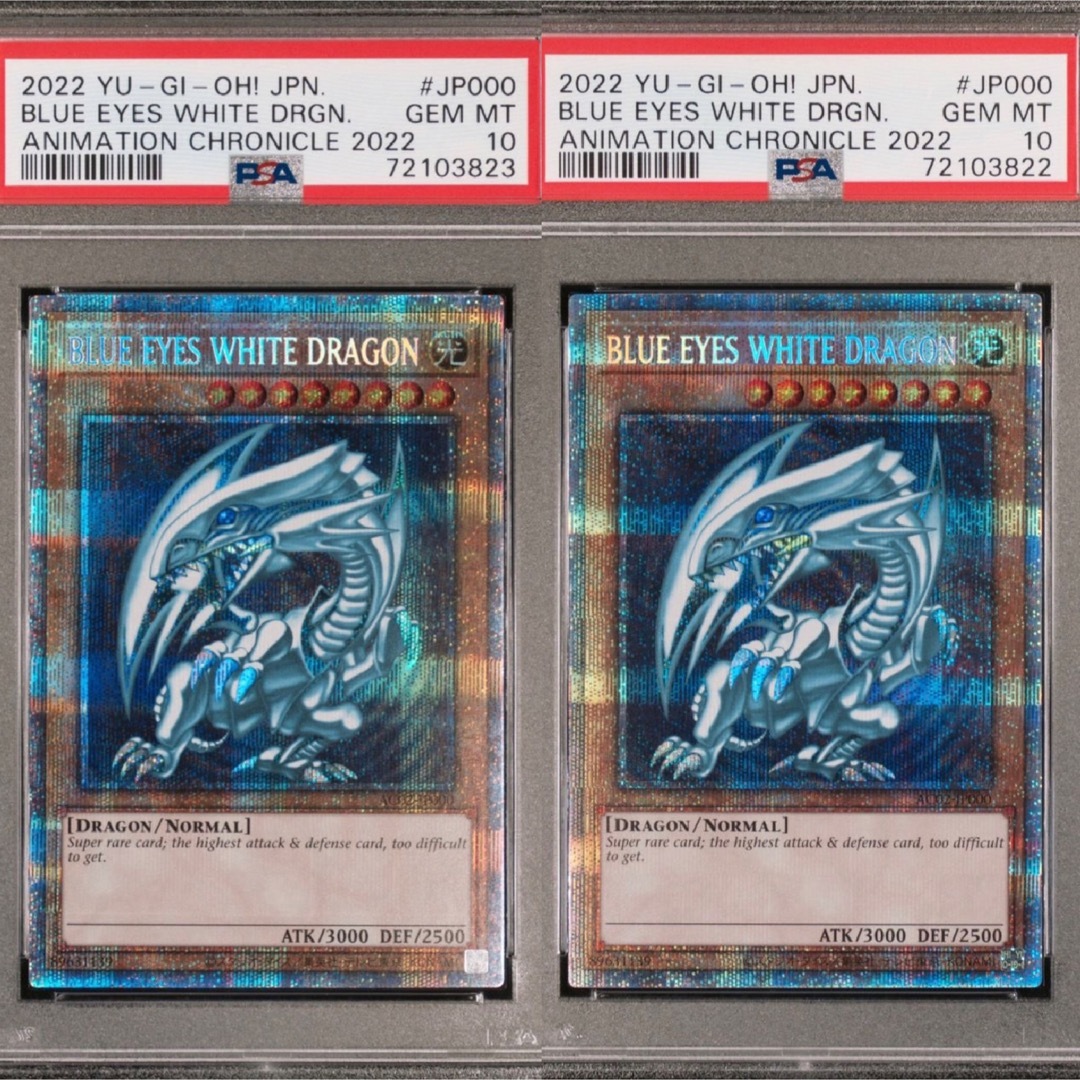 2022 YU-GI-OH! JPN. #JP000
BLUE EYES WHITE DRGN. GEM MT
ANIMATION CHRONICLE 2022 10
PSA 72103823
BLUE EYES WHITE DRAGON 光
AC02-JP000
[DRAGON/NORMAL]
Super rare card; the highest attack & defense card, too difficult
to get.
ATK/3000 DEF/2500
89631139
2022 YU-GI-OH! JPN. #JP000
BLUE EYES WHITE DRGN. GEM MT
ANIMATION CHRONICLE 2022 10
PSA 72103822
BLUE EYES WHITE DRAGON 光
AC02-JP000
[DRAGON/NORMAL]
Super rare card; the highest attack & defense card, too difficult
to get.
ATK/3000 DEF/2500
89631139